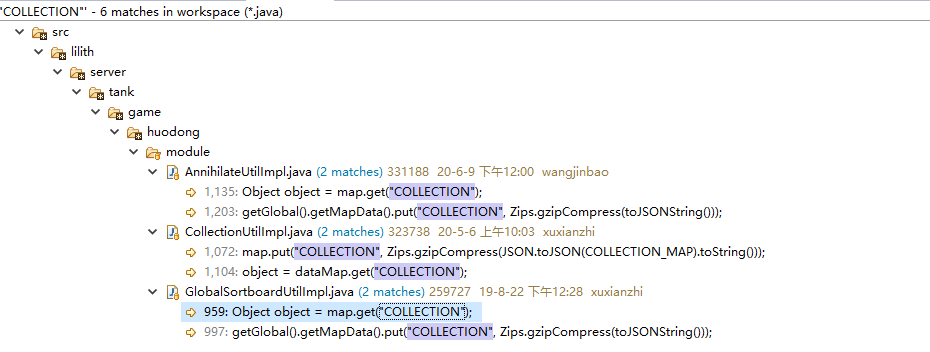 'COLLECTION"' - 6 matches in workspace (*.java)
src
lilith
server
tank
game
huodong
module
AnnihilateUtilImpl.java (2 matches) 331188 20-6-9 下午12:00 wangjinbao
1,135: Object object = map.get("COLLECTION");
1,203: getGlobal().getMapData().put("COLLECTION", Zips.gzipCompress(toJSONString()));
CollectionUtilImpl.java (2 matches) 323738 20-5-6 上午10:03 xuxianzhi
1,072: map.put("COLLECTION", Zips.gzipCompress(JSON.toJSON(COLLECTION_MAP).toString()));
1,104: object = dataMap.get("COLLECTION");
GlobalSortboardUtilImpl.java (2 matches) 259727 19-8-22 下午12:28 xuxianzhi
959: Object object = map.get("COLLECTION");
997: getGlobal().getMapData().put("COLLECTION", Zips.gzipCompress(toJSONString()));